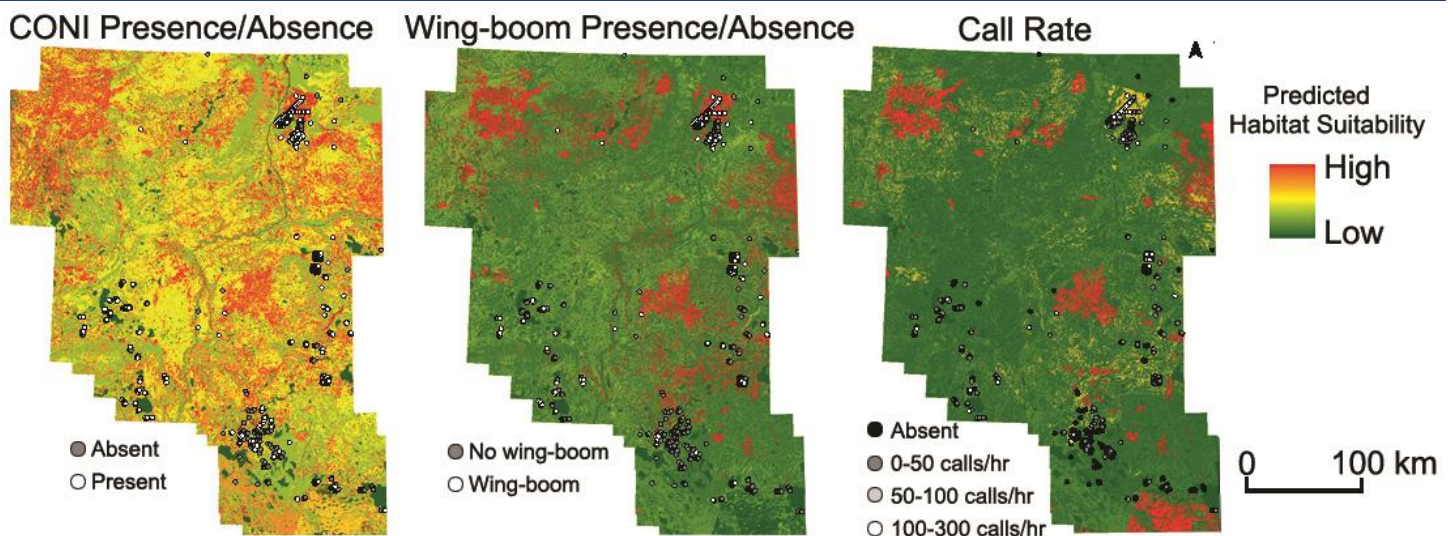 CONI Presence/Absence
Wing-boom Presence/Absence
Call Rate
Predicted
Habitat Suitability
High
Low
Absent
Present
No wing-boom
Wing-boom
Absent
0-50 calls/hr
50-100 calls/hr
100-300 calls/hr
0 100 km